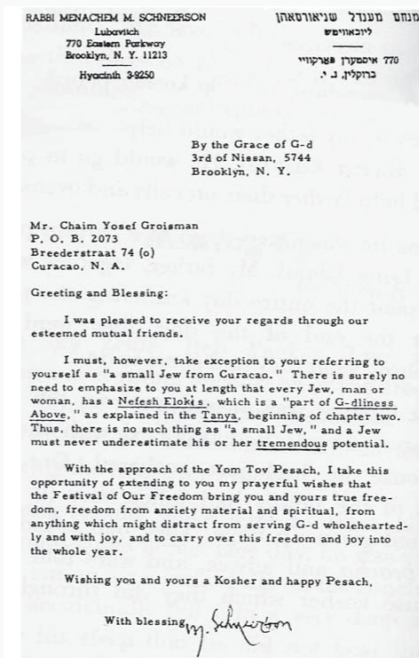 RABBI MENACHEM M. SCHNEERSON
Lubavitch
770 Eastern Parkway
Brooklyn, N. Y. 11213
Hyacinth 3-9250
מנחם מענדל שניאורסאהן
ליובאוויטש
770 איסטערן פארקוויי
ברוקלין, נ. י.
By the Grace of G-d
3rd of Nissan, 5744
Brooklyn, N. Y.
Mr. Chaim Yosef Groisman
P. O. B. 2073
Breederstraat 74 (o)
Curacao, N. A.
Greeting and Blessing:
I was pleased to receive your regards through our
esteemed mutual friends.
I must, however, take exception to your referring to
yourself as "a small Jew from Curacao." There is surely no
need to emphasize to you at length that every Jew, man or
woman, has a Nefesh Elokis, which is a "part of G-dliness
Above," as explained in the Tanya, beginning of chapter two.
Thus, there is no such thing as "a small Jew," and a Jew
must never underestimate his or her tremendous potential.
With the approach of the Yom Tov Pesach, I take this
opportunity of extending to you my prayerful wishes that
the Festival of Our Freedom bring you and yours true free-
dom, freedom from anxiety material and spiritual, from
anything which might distract from serving G-d wholehearted-
ly and with joy, and to carry over this freedom and joy into
the whole year.
Wishing you and yours a Kosher and happy Pesach,
With blessing M. Schneerson